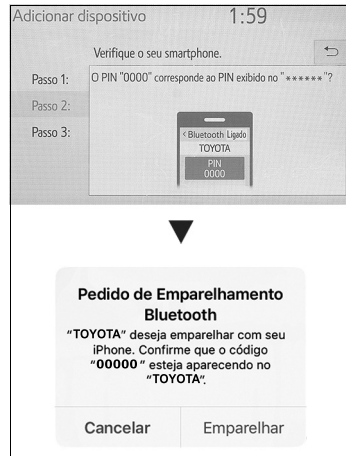 Adicionar dispositivo 1:59
Verifique o seu smartphone.
Passo 1: O PIN "0000" corresponde ao PIN exibido no "******"?
Passo 2:
Passo 3:
< Bluetooth Ligado
TOYOTA
PIN
0000
Pedido de Emparelhamento
Bluetooth
"TOYOTA" deseja emparelhar com seu
iPhone. Confirme que o código
"00000" esteja aparecendo no
"TOYOTA".
Cancelar Emparelhar